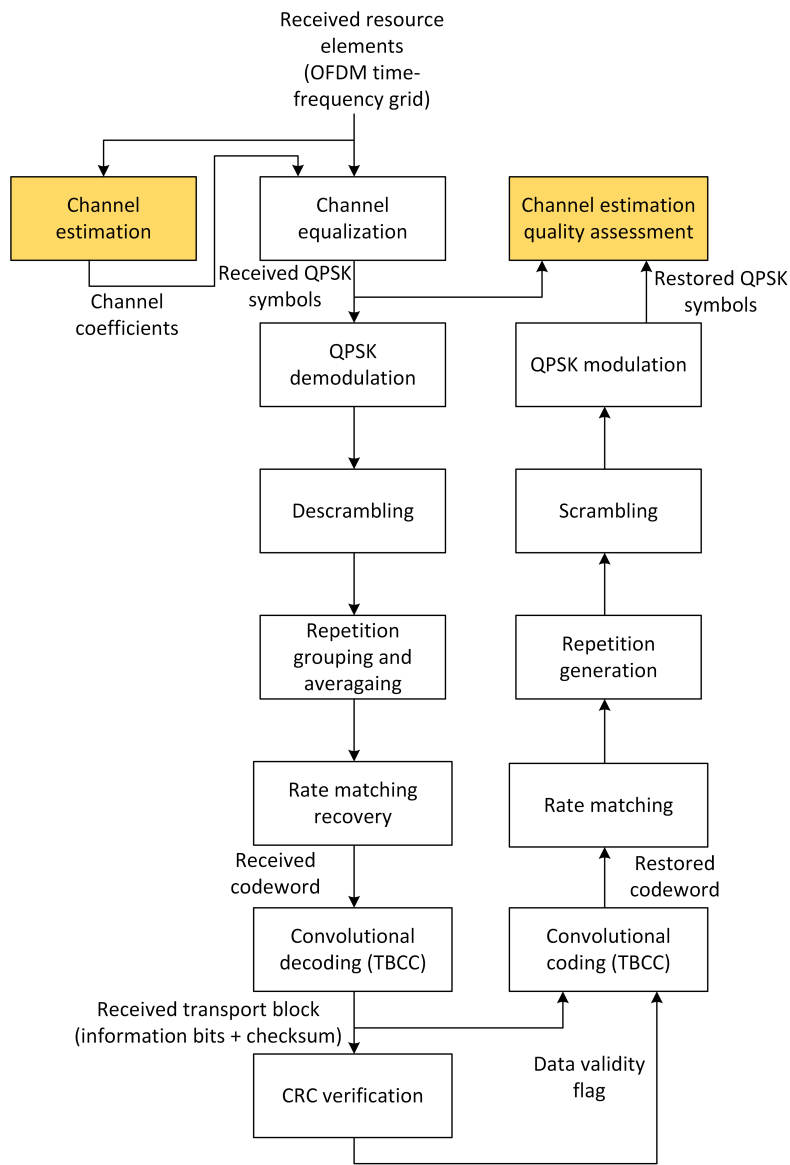 Received resource
elements
(OFDM time-
frequency grid)
Channel
estimation
Channel
equalization
Channel estimation
quality assessment
Channel
coefficients
Received QPSK
symbols
Restored QPSK
symbols
QPSK
demodulation
QPSK modulation
Descrambling
Scrambling
Repetition
grouping and
averagaing
Repetition
generation
Rate matching
recovery
Rate matching
Received
codeword
Restored
codeword
Convolutional
decoding (TBCC)
Convolutional
coding (TBCC)
Received transport block
(information bits + checksum)
CRC verification
Data validity
flag